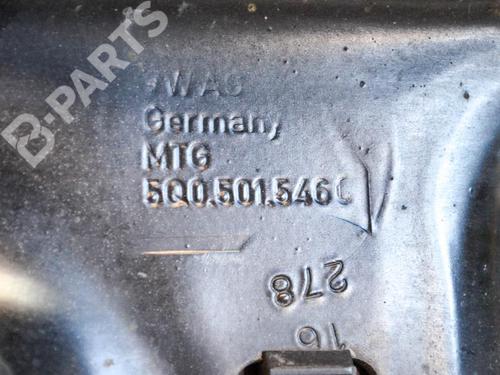 B-PARTS
VW AG
Germany
MTG
5Q0.501.546C
278
16